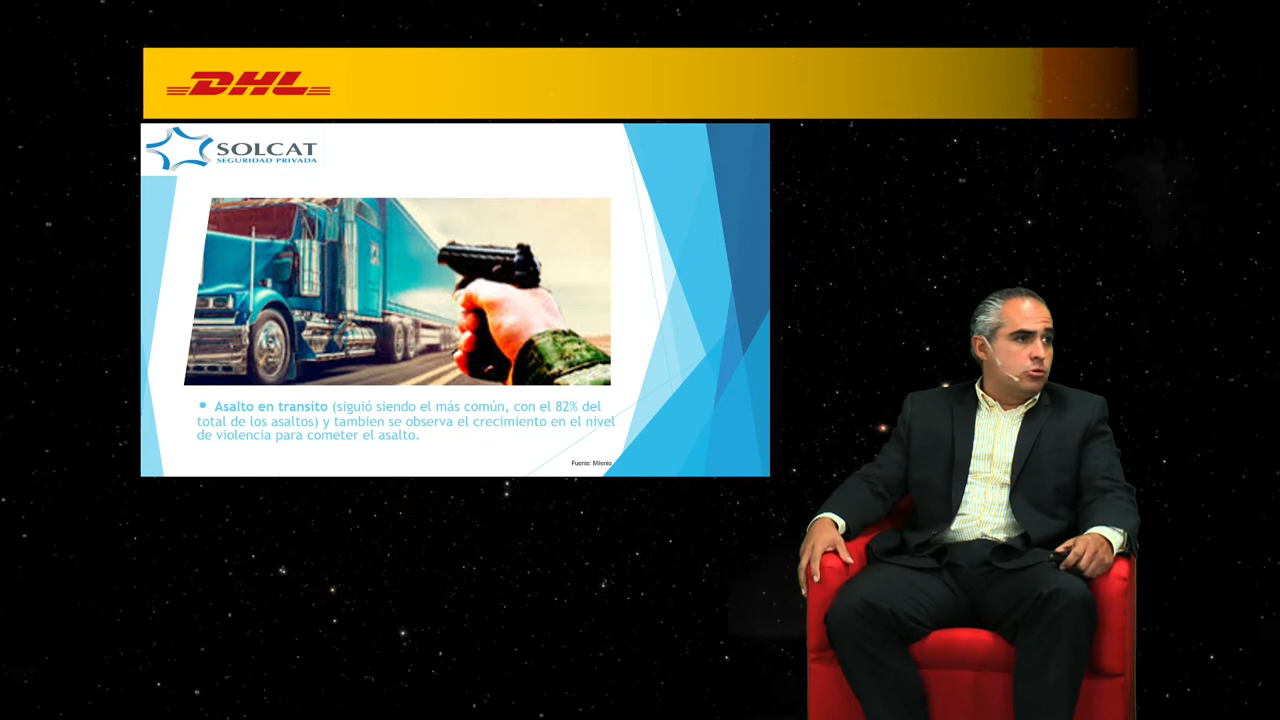 DHL
SOLCAT
SEGURIDAD PRIVADA
• Asalto en transito (siguió siendo el más común, con el 82% del
total de los asaltos) y tambien se observa el crecimiento en el nivel
de violencia para cometer el asalto.
Fuente: Milenio